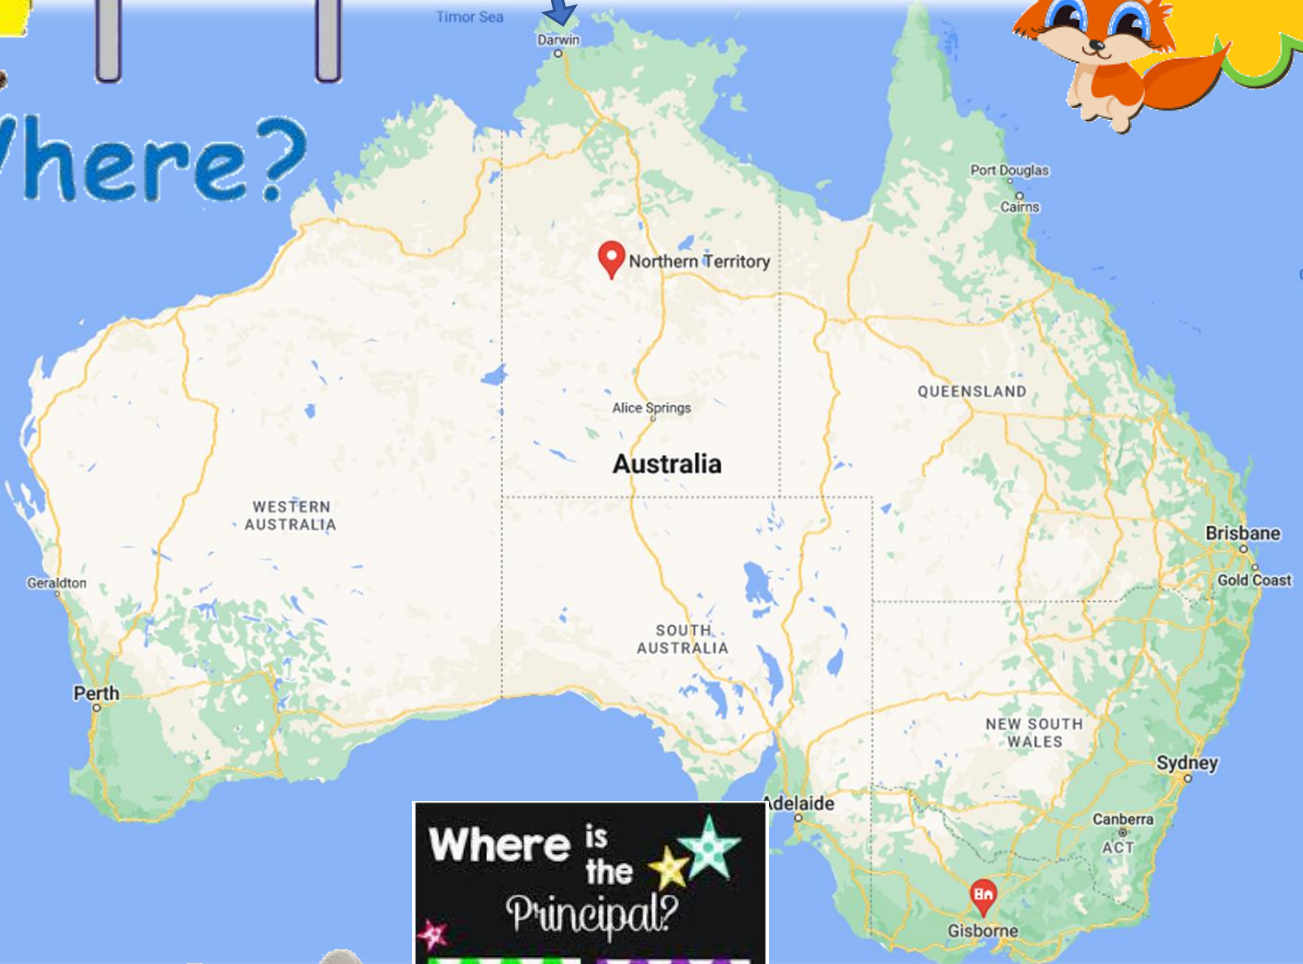 Timor Sea
Darwin
here?
Port Douglas
Cairns
Northern Territory
QUEENSLAND
Alice Springs
Australia
WESTERN
AUSTRALIA
Brisbane
Gold Coast
Geraldton
SOUTH
AUSTRALIA
Perth
NEW SOUTH
WALES
Sydney
Adelaide
Canberra
ACT
Gisborne
Where is
the
Principal?